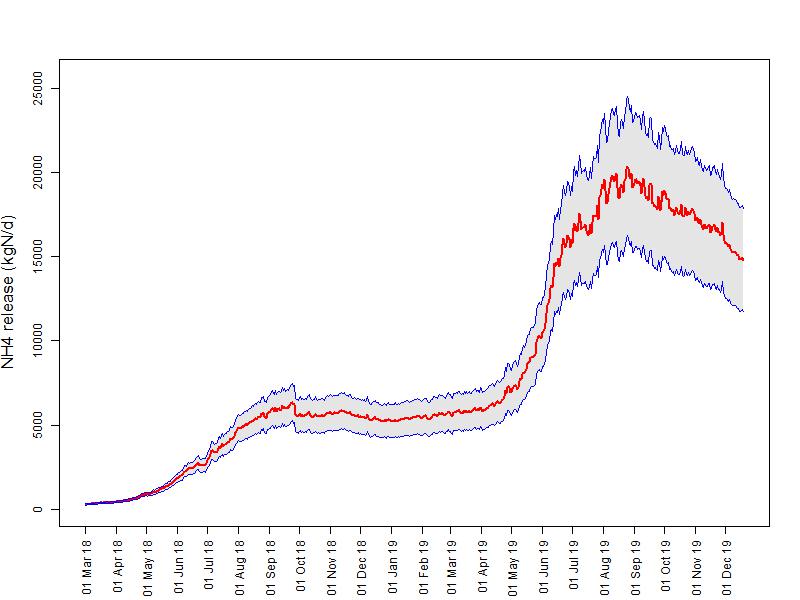 NH4 release (kgN/d)
25000
20000
15000
10000
5000
0
01 Mar 18
01 Apr 18
01 May 18
01 Jun 18
01 Jul 18
01 Aug 18
01 Sep 18
01 Oct 18
01 Nov 18
01 Dec 18
01 Jan 19
01 Feb 19
01 Mar 19
01 Apr 19
01 May 19
01 Jun 19
01 Jul 19
01 Aug 19
01 Sep 19
01 Oct 19
01 Nov 19
01 Dec 19